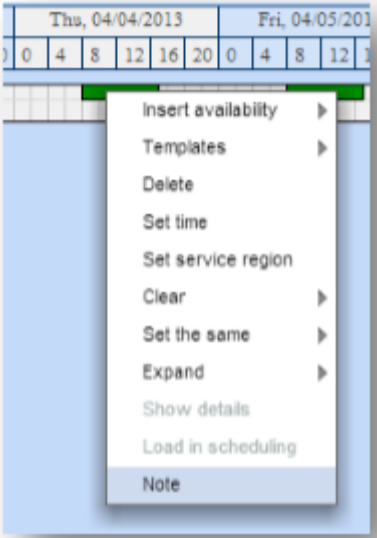 Thu, 04/04/2013 Fri, 04/05/201
0 0 4 8 12 16 20 0 4 8 12 1
Insert availability
Templates
Delete
Set time
Set service region
Clear
Set the same
Expand
Show details
Load in scheduling
Note